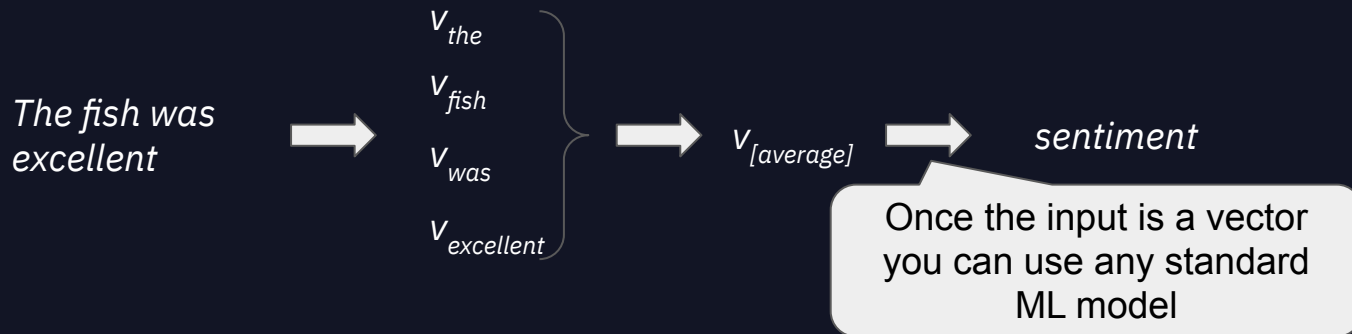 The fish was
excellent
v_the
v_fish
v_was
v_excellent
v_[average]
sentiment
Once the input is a vector
you can use any standard
ML model